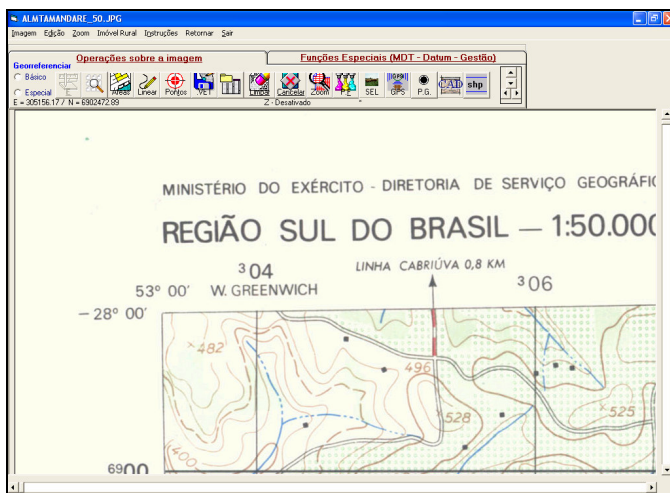 ALMTAMANDARE_50.JPG
Imagem Edição Zoom Imóvel Rural Instruções Retornar Sair
Operações sobre a imagem
Funções Especiais (MDT - Datum - Gestão)
Georreferenciar
Básico
Especial
E
Áreas
Linear
Pontos
.VET
Limpar
Cancelar
Zoom
P.E
SEL
GPS
P.G.
CAD
shp
E = 305156.17 / N = 6902472.89
Z - Desativado
MINISTÉRIO DO EXÉRCITO - DIRETORIA DE SERVIÇO GEOGRÁFIC
REGIÃO SUL DO BRASIL — 1:50.000
304
LINHA CABRIÚVA 0,8 KM
306
53° 00' W. GREENWICH
— 28° 00'
482
496
528
525
400
6900